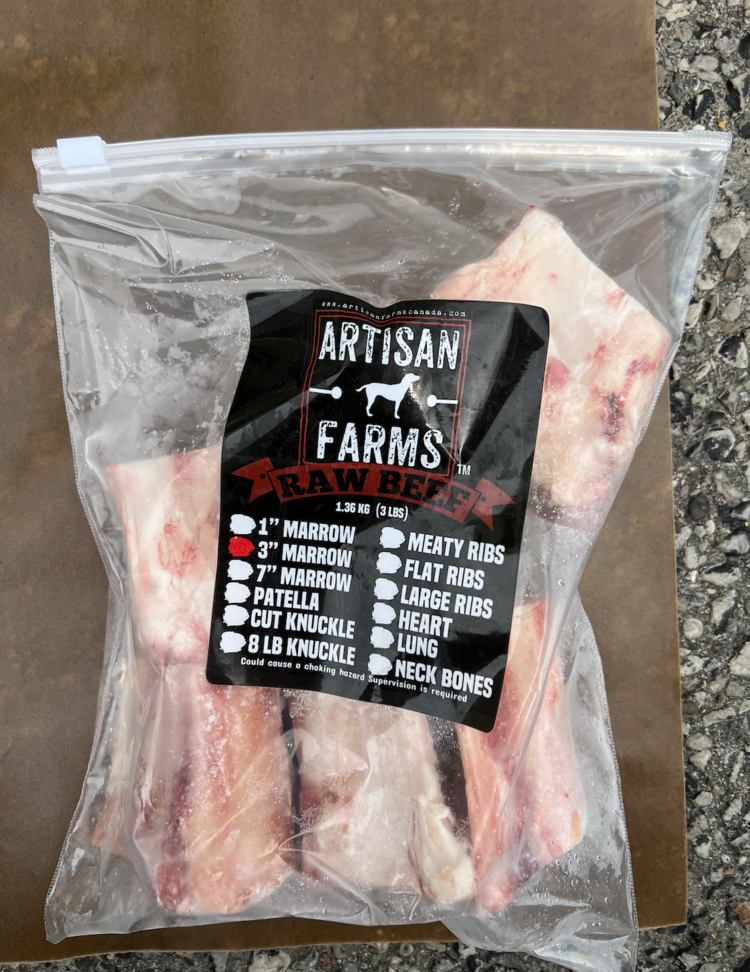 www.artisanfarmscanada.com
ARTISAN
FARMS
TM
RAW BEEF
1.36 KG (3 LBS)
1" MARROW
3" MARROW
7" MARROW
PATELLA
CUT KNUCKLE
8 LB KNUCKLE
MEATY RIBS
FLAT RIBS
LARGE RIBS
HEART
LUNG
NECK BONES
Could cause a choking hazard Supervision is required